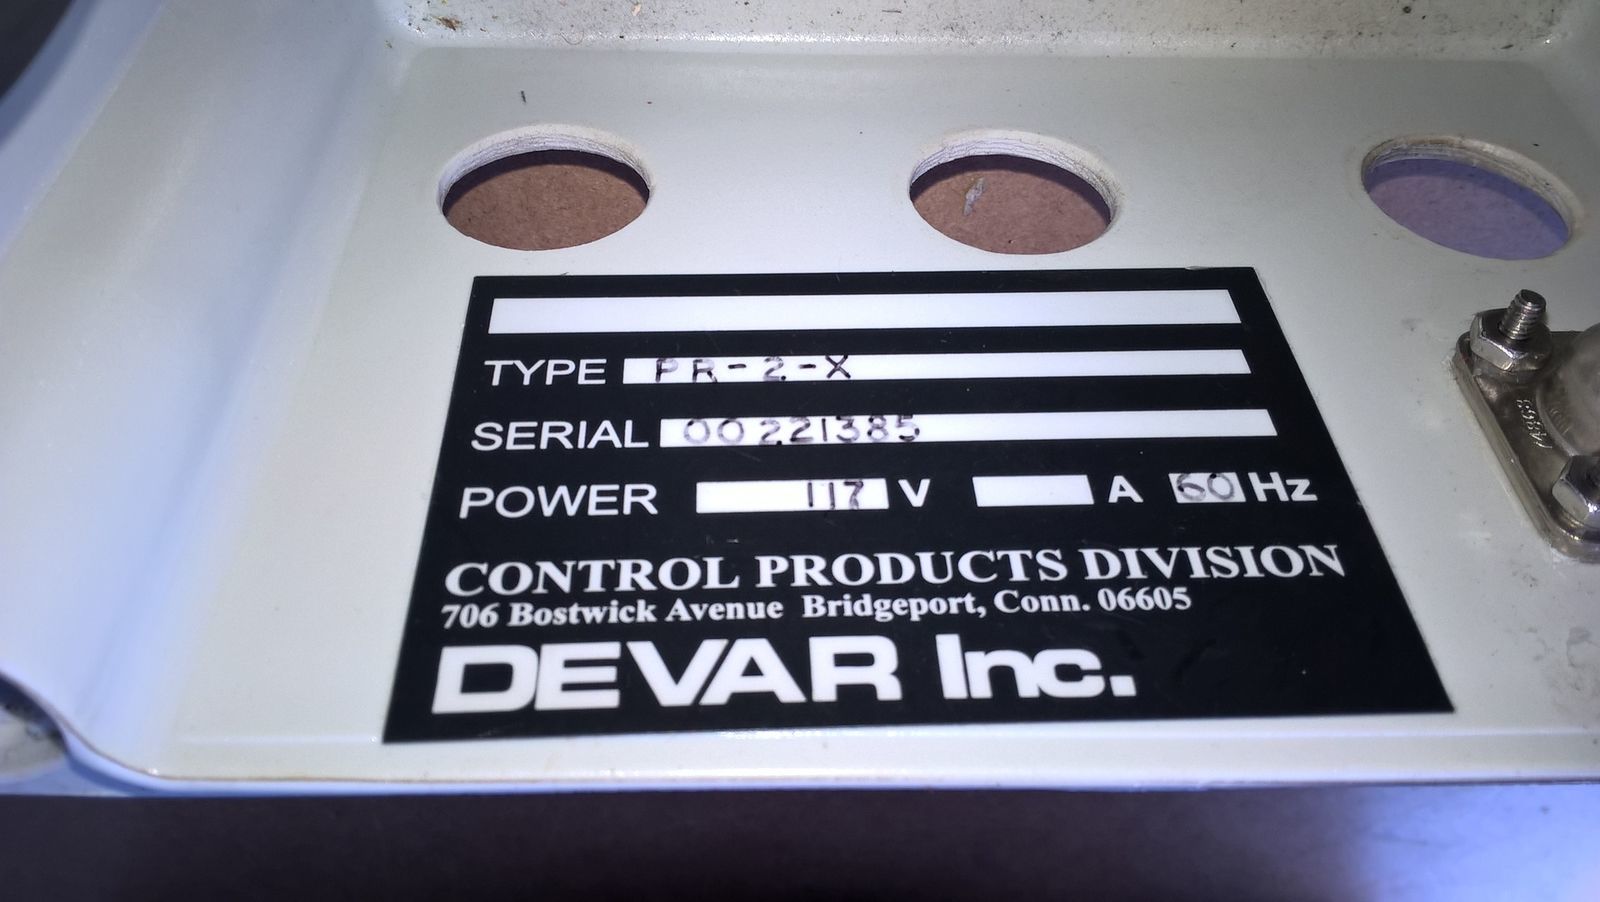 TYPE PR-2-X
SERIAL 00221385
POWER 117 V A 60 Hz
CONTROL PRODUCTS DIVISION
706 Bostwick Avenue Bridgeport, Conn. 06605
DEVAR Inc.